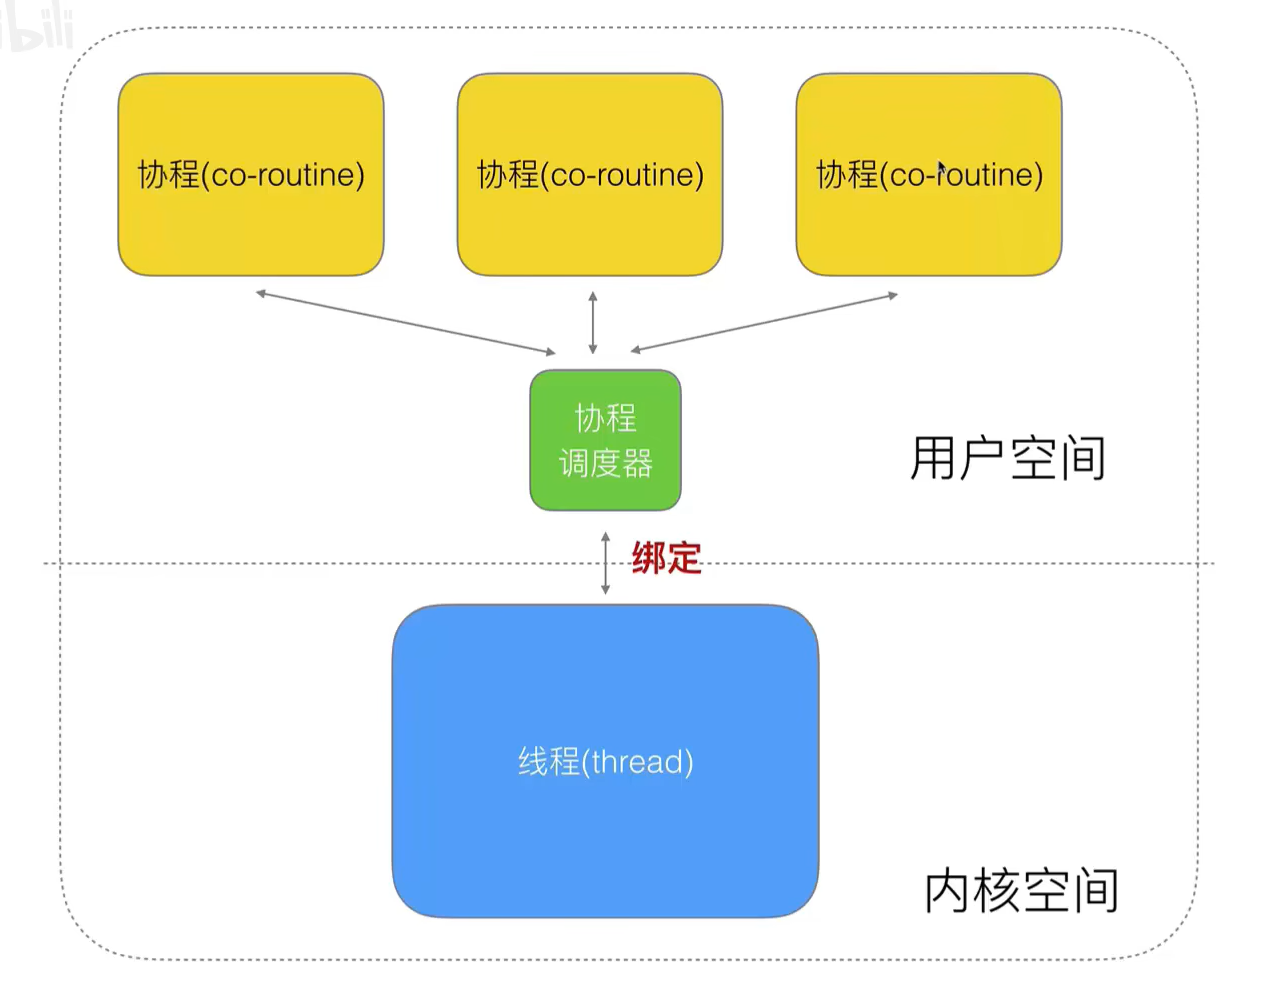 bili
协程(co-routine)
协程(co-routine)
协程(co-routine)
协程
调度器
用户空间
绑定
线程(thread)
内核空间